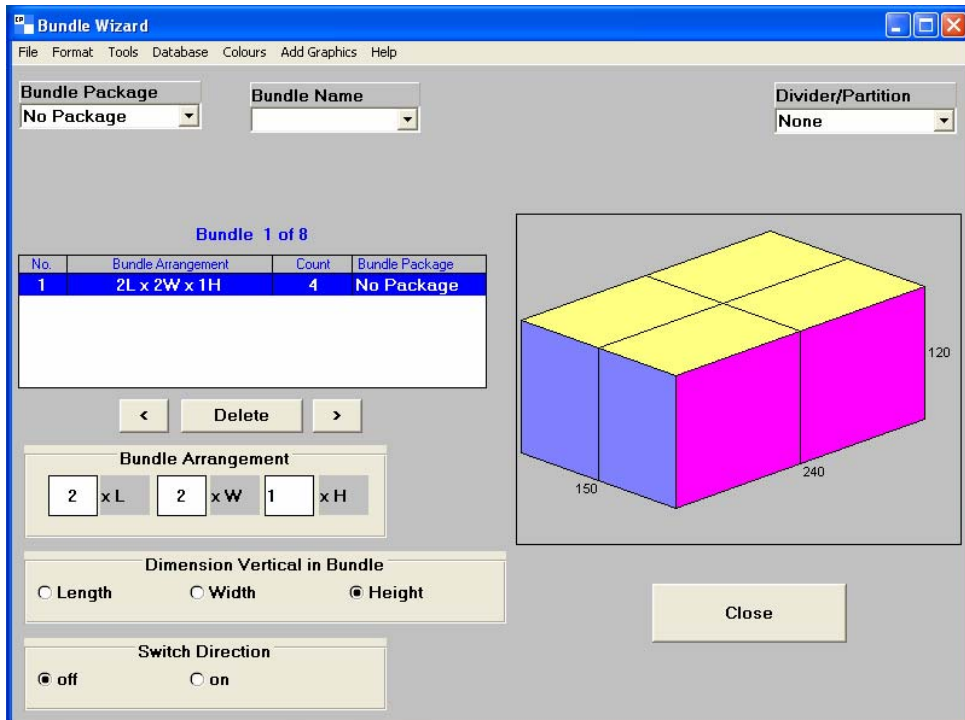 Bundle Wizard
File Format Tools Database Colours Add Graphics Help
Bundle Package
No Package
Bundle Name
Divider/Partition
None
Bundle 1 of 8
No. Bundle Arrangement Count Bundle Package
1 2L x 2W x 1H 4 No Package
< Delete >
Bundle Arrangement
2 x L 2 x W 1 x H
Dimension Vertical in Bundle
Length Width Height
Switch Direction
off on
120
240
150
Close